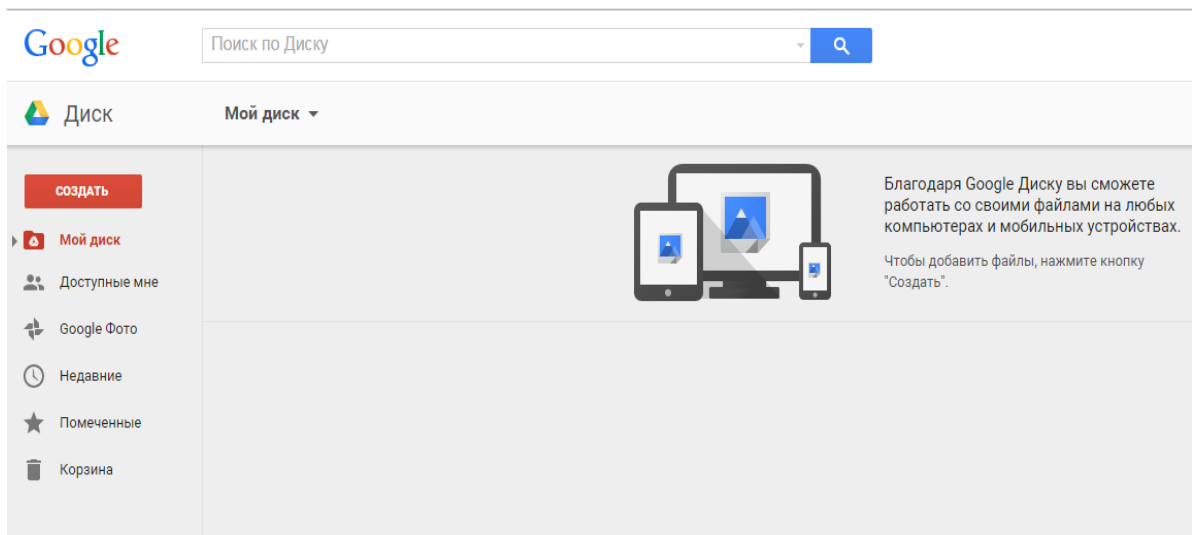 Google
Поиск по Диску
Диск
Мой диск
СОЗДАТЬ
Мой диск
Доступные мне
Google Фото
Недавние
Помеченные
Корзина
Благодаря Google Диску вы сможете
работать со своими файлами на любых
компьютерах и мобильных устройствах.
Чтобы добавить файлы, нажмите кнопку
"Создать".